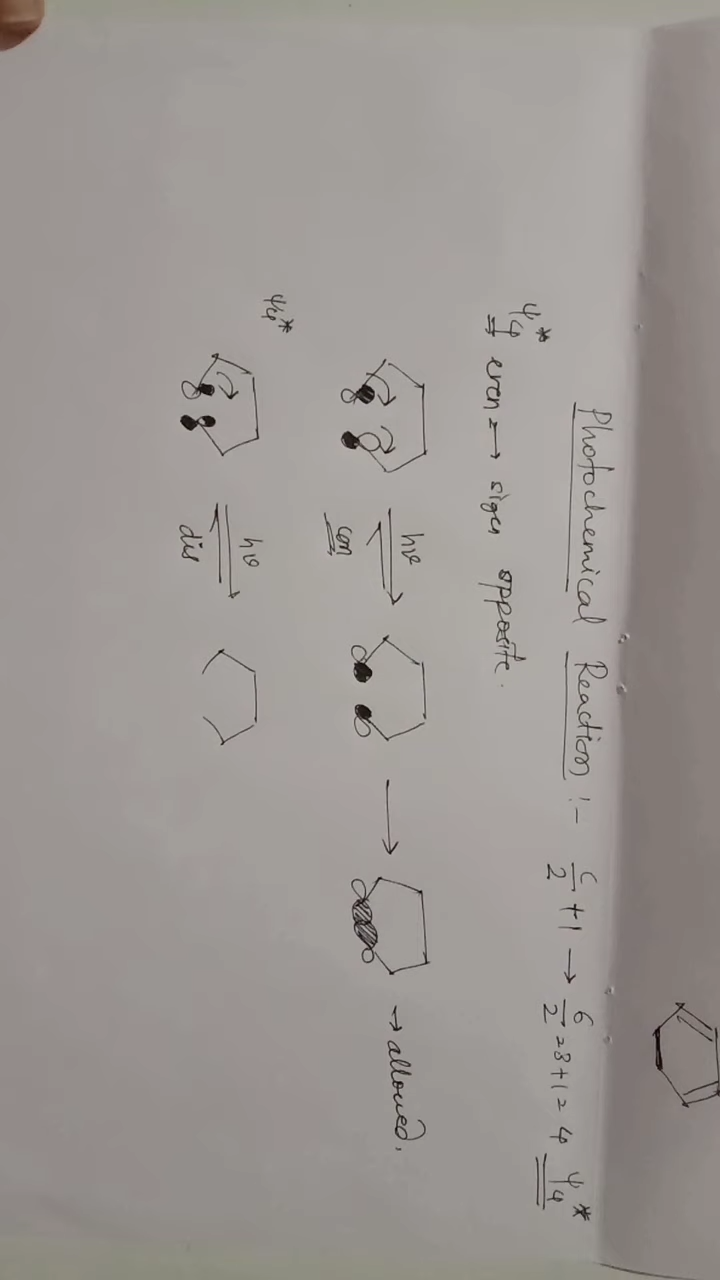 Photochemical Reaction :- C/2 + 1 → 6/2 = 3+1 = 4 ψ4*
ψ4* ⇒ even ⇒ → signs opposite.
hν
con
→ allowed,
ψ4*
hν
dis